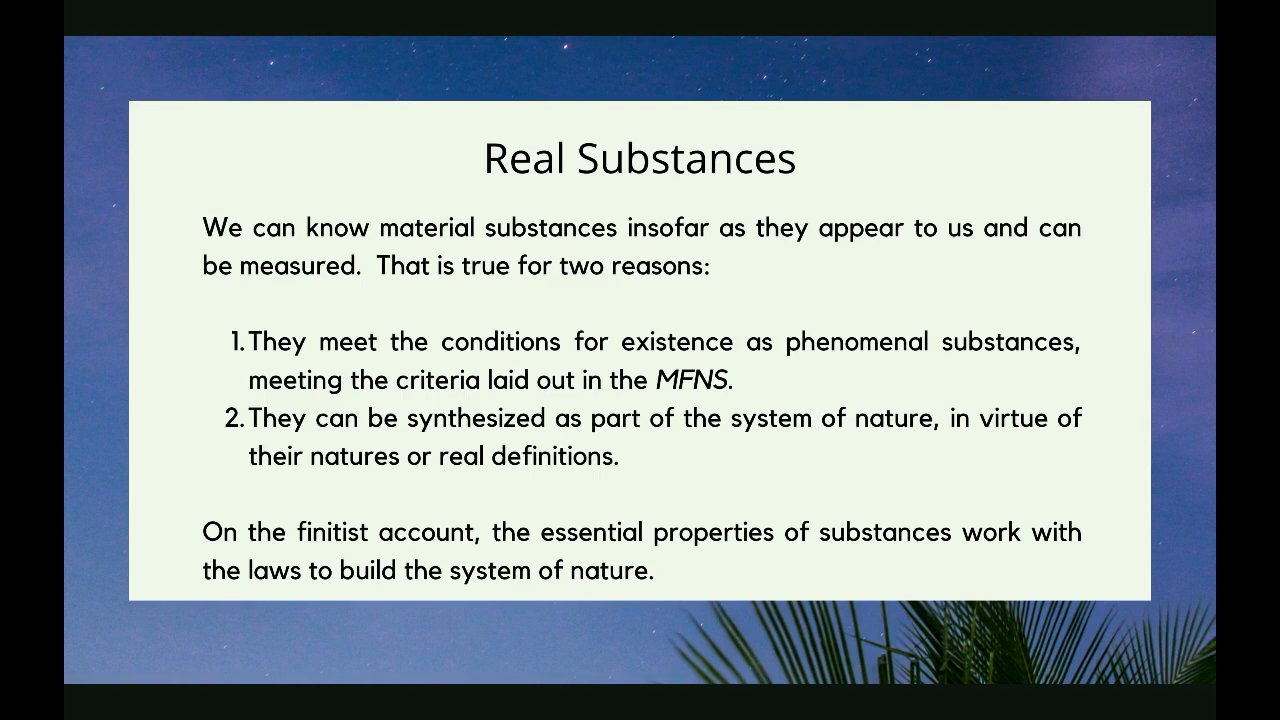 Real Substances
We can know material substances insofar as they appear to us and can
be measured.  That is true for two reasons:
1. They meet the conditions for existence as phenomenal substances,
meeting the criteria laid out in the MFNS.
2. They can be synthesized as part of the system of nature, in virtue of
their natures or real definitions.
On the finitist account, the essential properties of substances work with
the laws to build the system of nature.